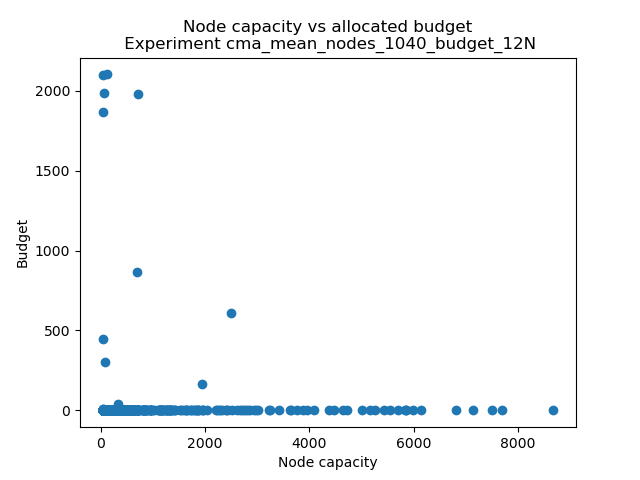 Node capacity vs allocated budget
Experiment cma_mean_nodes_1040_budget_12N
2000
1500
1000
500
0
Budget
0 2000 4000 6000 8000
Node capacity